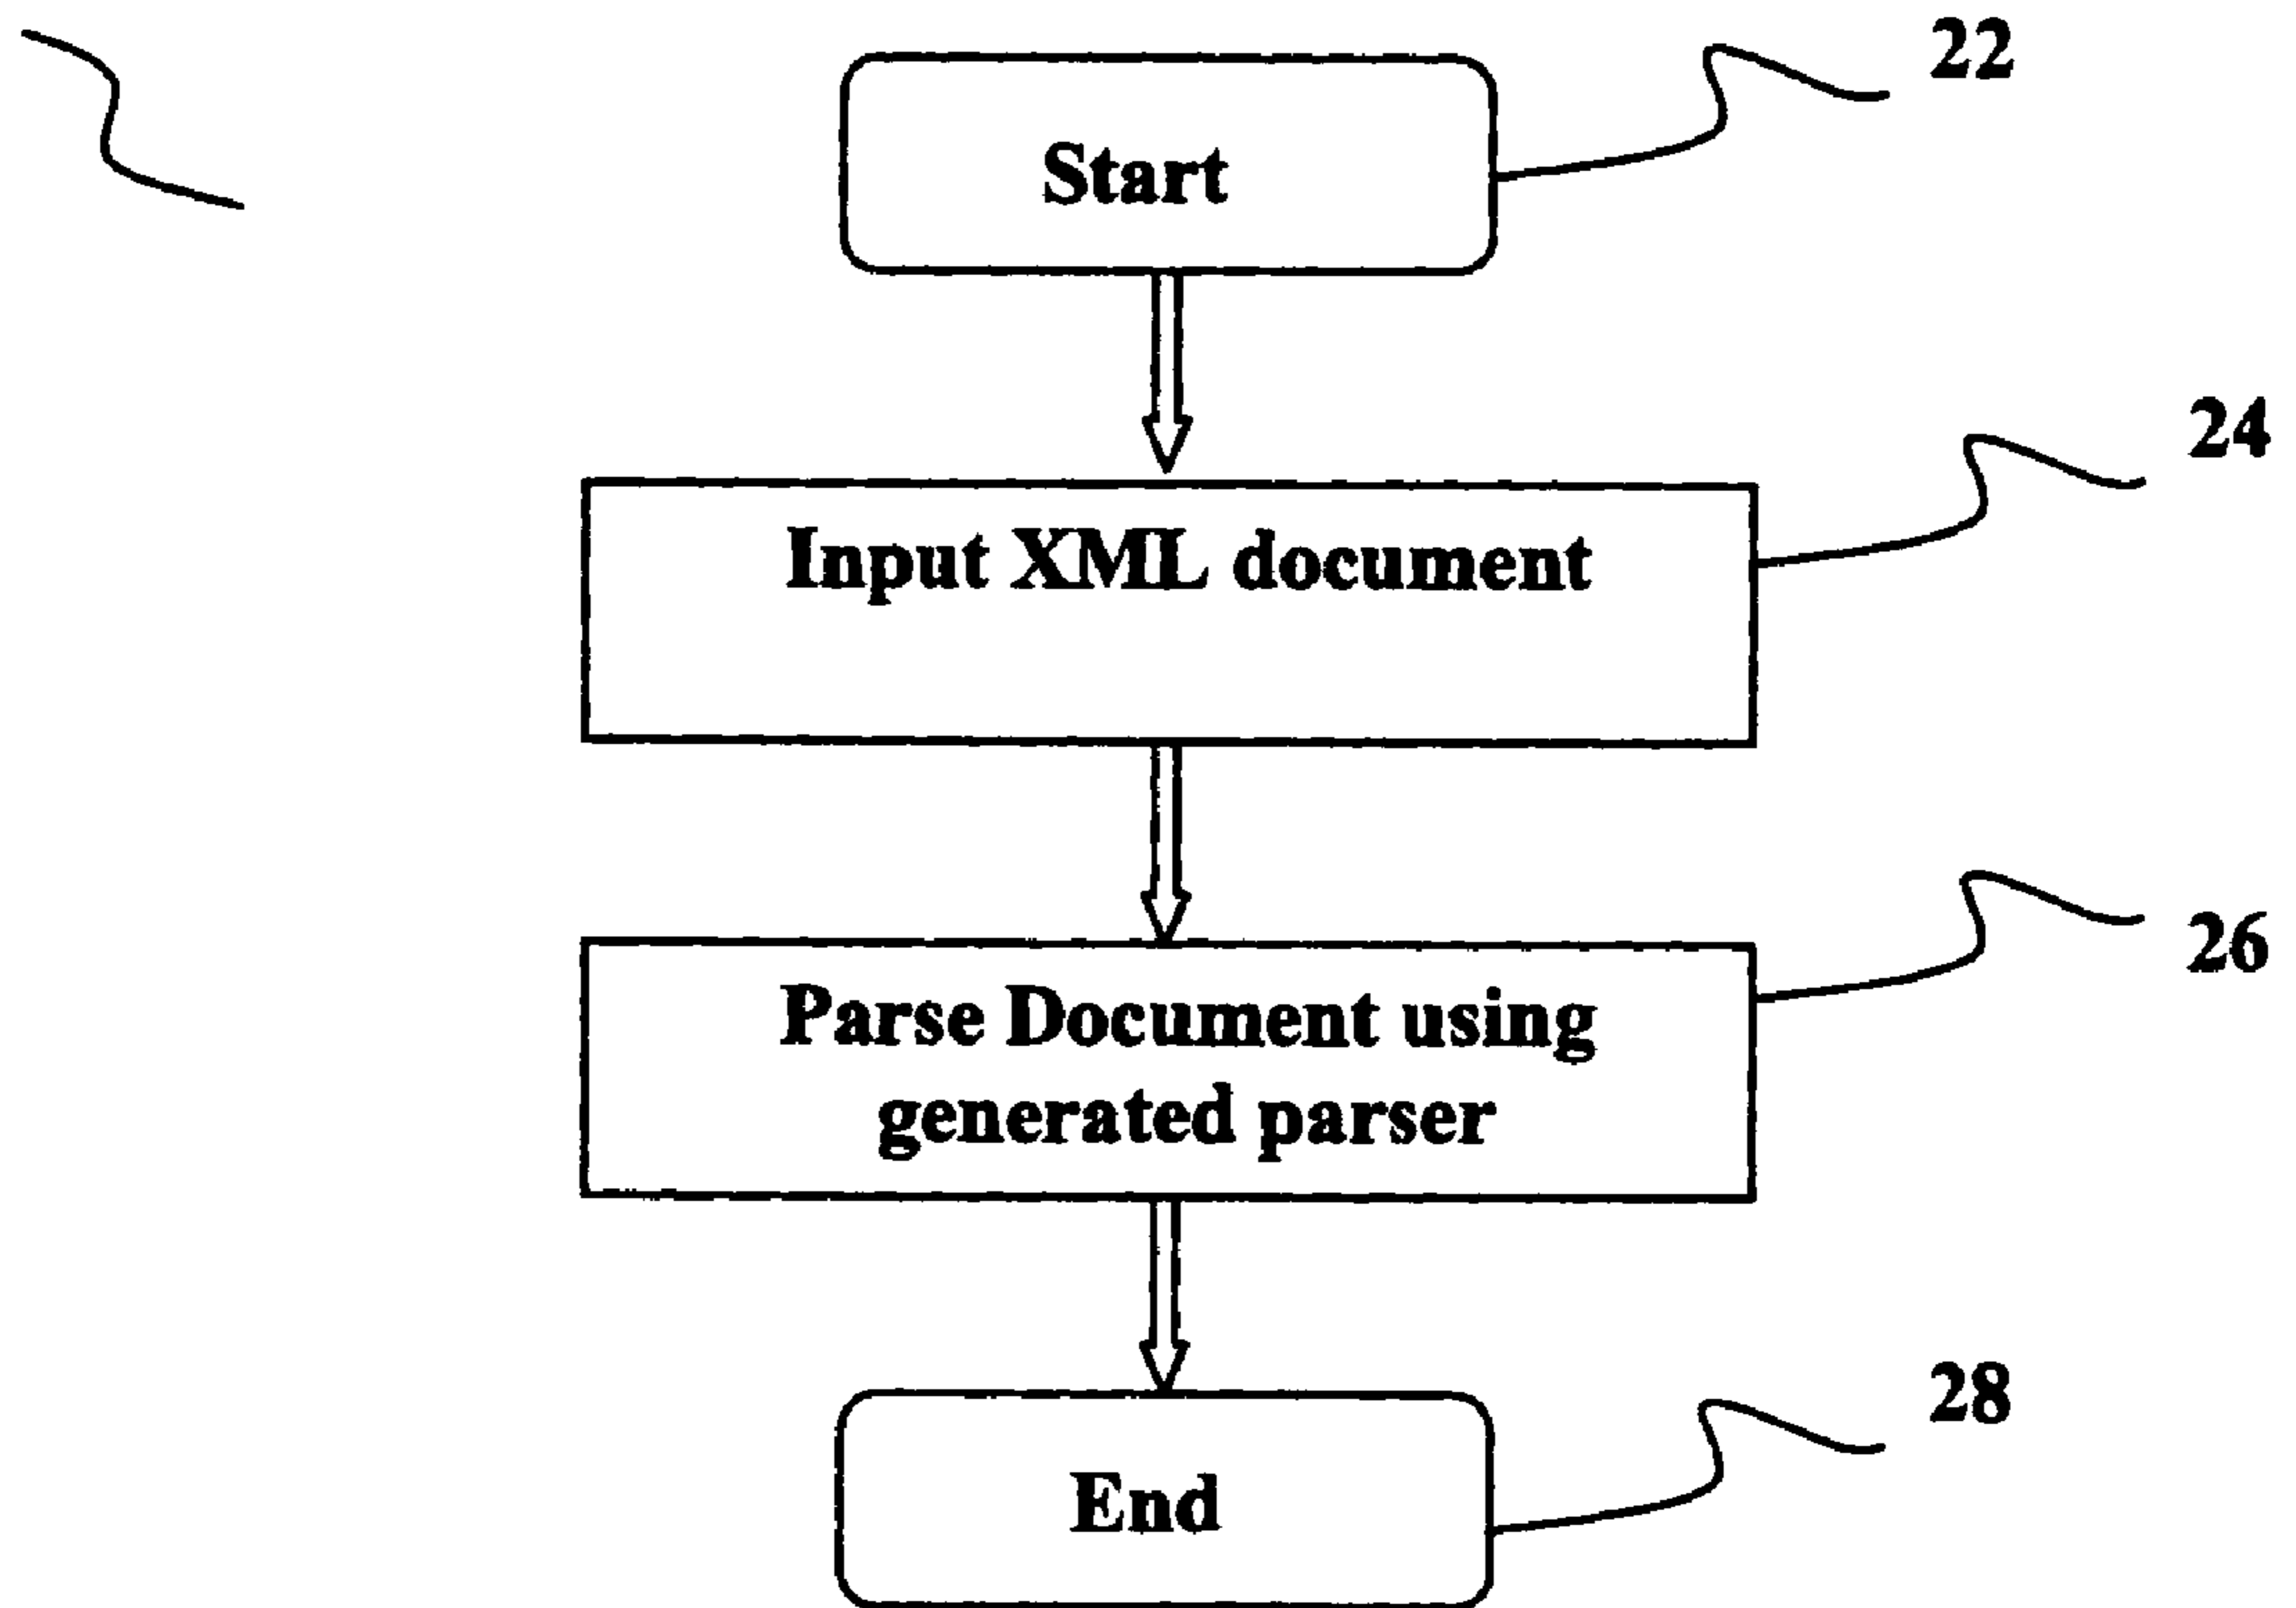 22
Start
24
Input XML document
26
Parse Document using
generated parser
28
End